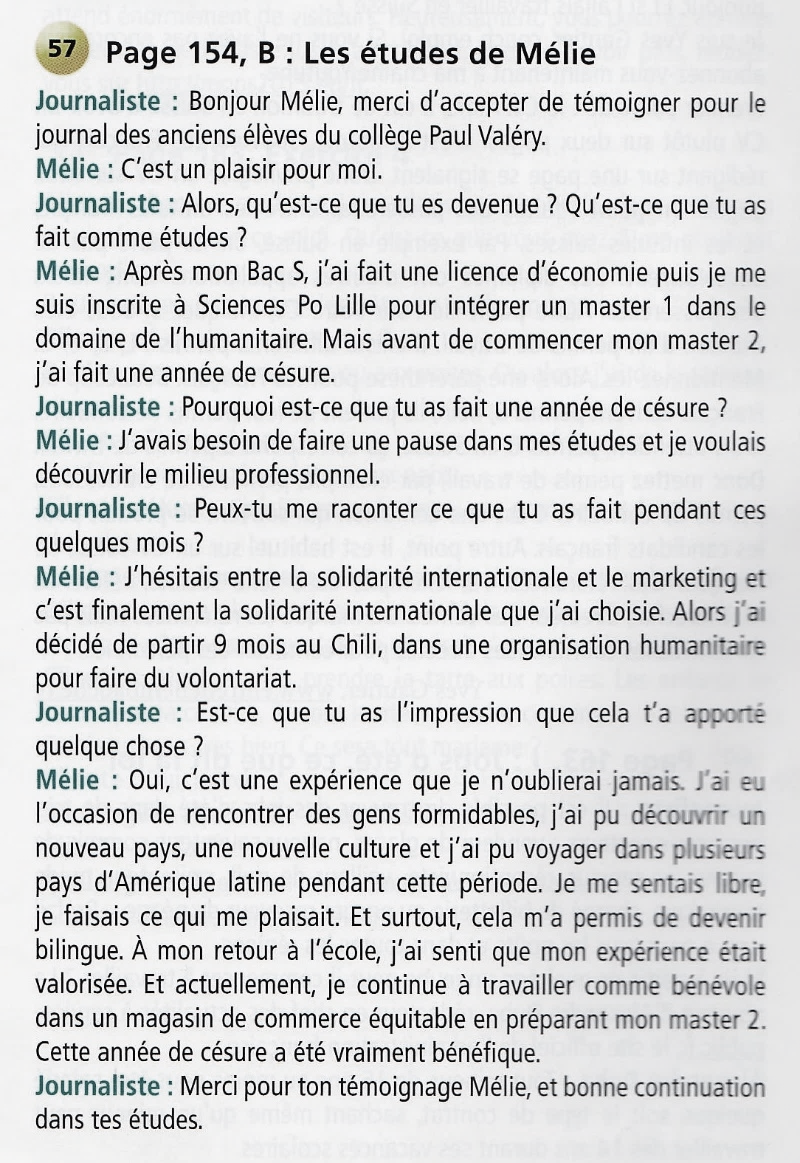 57 Page 154, B : Les études de Mélie
Journaliste : Bonjour Mélie, merci d'accepter de témoigner pour le
journal des anciens élèves du collège Paul Valéry.
Mélie : C'est un plaisir pour moi.
Journaliste : Alors, qu'est-ce que tu es devenue ? Qu'est-ce que tu as
fait comme études ?
Mélie : Après mon Bac S, j'ai fait une licence d'économie puis je me
suis inscrite à Sciences Po Lille pour intégrer un master 1 dans le
domaine de l'humanitaire. Mais avant de commencer mon master 2,
j'ai fait une année de césure.
Journaliste : Pourquoi est-ce que tu as fait une année de césure ?
Mélie : J'avais besoin de faire une pause dans mes études et je voulais
découvrir le milieu professionnel.
Journaliste : Peux-tu me raconter ce que tu as fait pendant ces
quelques mois ?
Mélie : J'hésitais entre la solidarité internationale et le marketing et
c'est finalement la solidarité internationale que j'ai choisie. Alors j'ai
décidé de partir 9 mois au Chili, dans une organisation humanitaire
pour faire du volontariat.
Journaliste : Est-ce que tu as l'impression que cela t'a apporté
quelque chose ?
Mélie : Oui, c'est une expérience que je n'oublierai jamais. J'ai eu
l'occasion de rencontrer des gens formidables, j'ai pu découvrir un
nouveau pays, une nouvelle culture et j'ai pu voyager dans plusieurs
pays d'Amérique latine pendant cette période. Je me sentais libre,
je faisais ce qui me plaisait. Et surtout, cela m'a permis de devenir
bilingue. À mon retour à l'école, j'ai senti que mon expérience était
valorisée. Et actuellement, je continue à travailler comme bénévole
dans un magasin de commerce équitable en préparant mon master 2.
Cette année de césure a été vraiment bénéfique.
Journaliste : Merci pour ton témoignage Mélie, et bonne continuation
dans tes études.